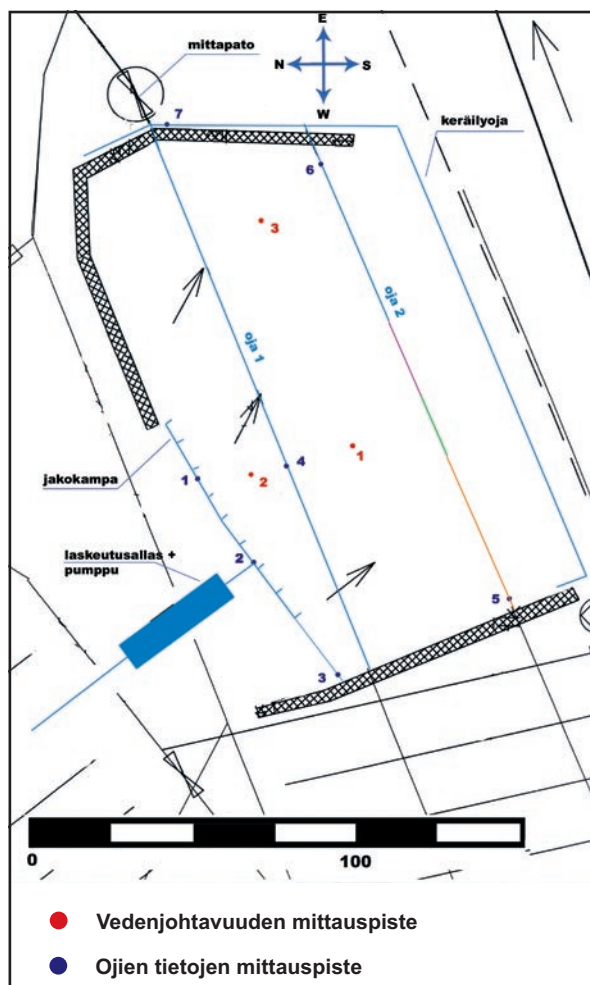 E
mittapato
N S
W
7
keräilyoja
6
3
oja 2
oja 1
1
4
jakokampa
2
1
laskeutusallas +
pumppu
2
5
3
0 100
Vedenjohtavuuden mittauspiste
Ojien tietojen mittauspiste